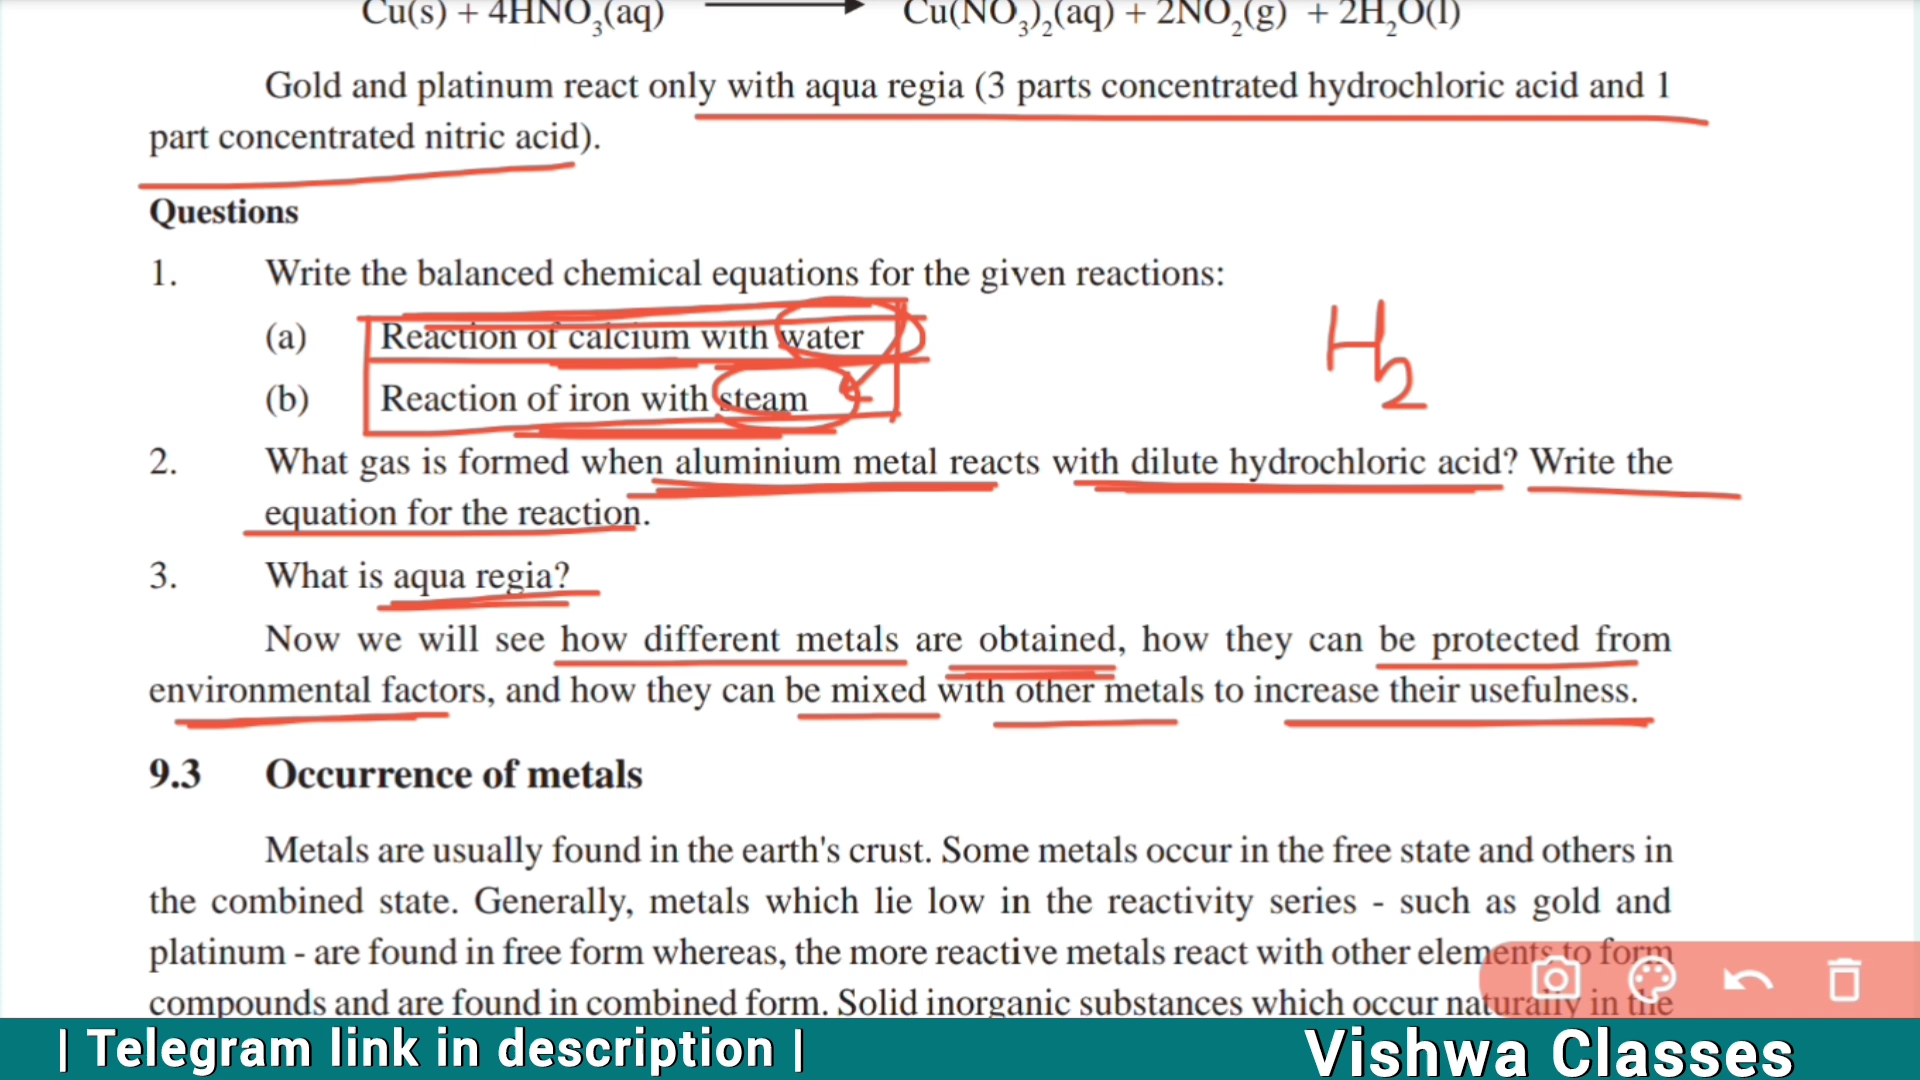 Cu(s) + 4HNO₃(aq) ⟶ Cu(NO₃)₂(aq) + 2NO₂(g) + 2H₂O(l)
Gold and platinum react only with aqua regia (3 parts concentrated hydrochloric acid and 1
part concentrated nitric acid).
Questions
1. Write the balanced chemical equations for the given reactions:
(a) Reaction of calcium with water
(b) Reaction of iron with steam
H₂
2. What gas is formed when aluminium metal reacts with dilute hydrochloric acid? Write the
equation for the reaction.
3. What is aqua regia?
Now we will see how different metals are obtained, how they can be protected from
environmental factors, and how they can be mixed with other metals to increase their usefulness.
9.3 Occurrence of metals
Metals are usually found in the earth's crust. Some metals occur in the free state and others in
the combined state. Generally, metals which lie low in the reactivity series - such as gold and
platinum - are found in free form whereas, the more reactive metals react with other elements to form
compounds and are found in combined form. Solid inorganic substances which occur naturally in the
| Telegram link in description |
Vishwa Classes